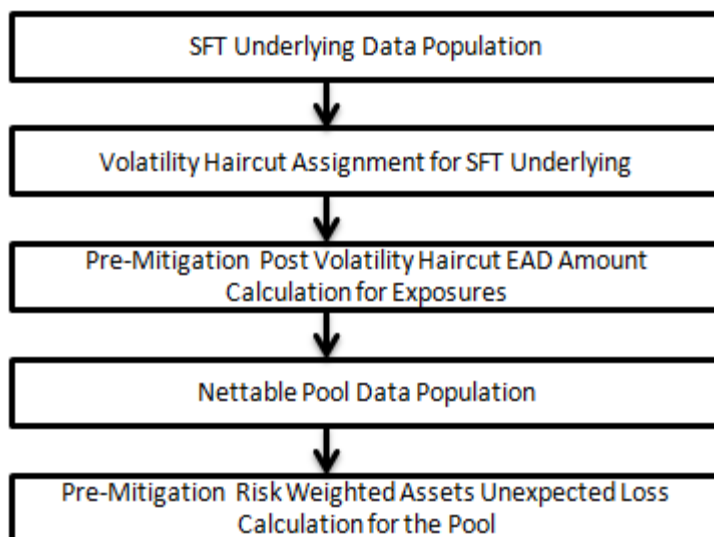 SFT Underlying Data Population
Volatility Haircut Assignment for SFT Underlying
Pre-Mitigation Post Volatility Haircut EAD Amount
Calculation for Exposures
Nettable Pool Data Population
Pre-Mitigation Risk Weighted Assets Unexpected Loss
Calculation for the Pool